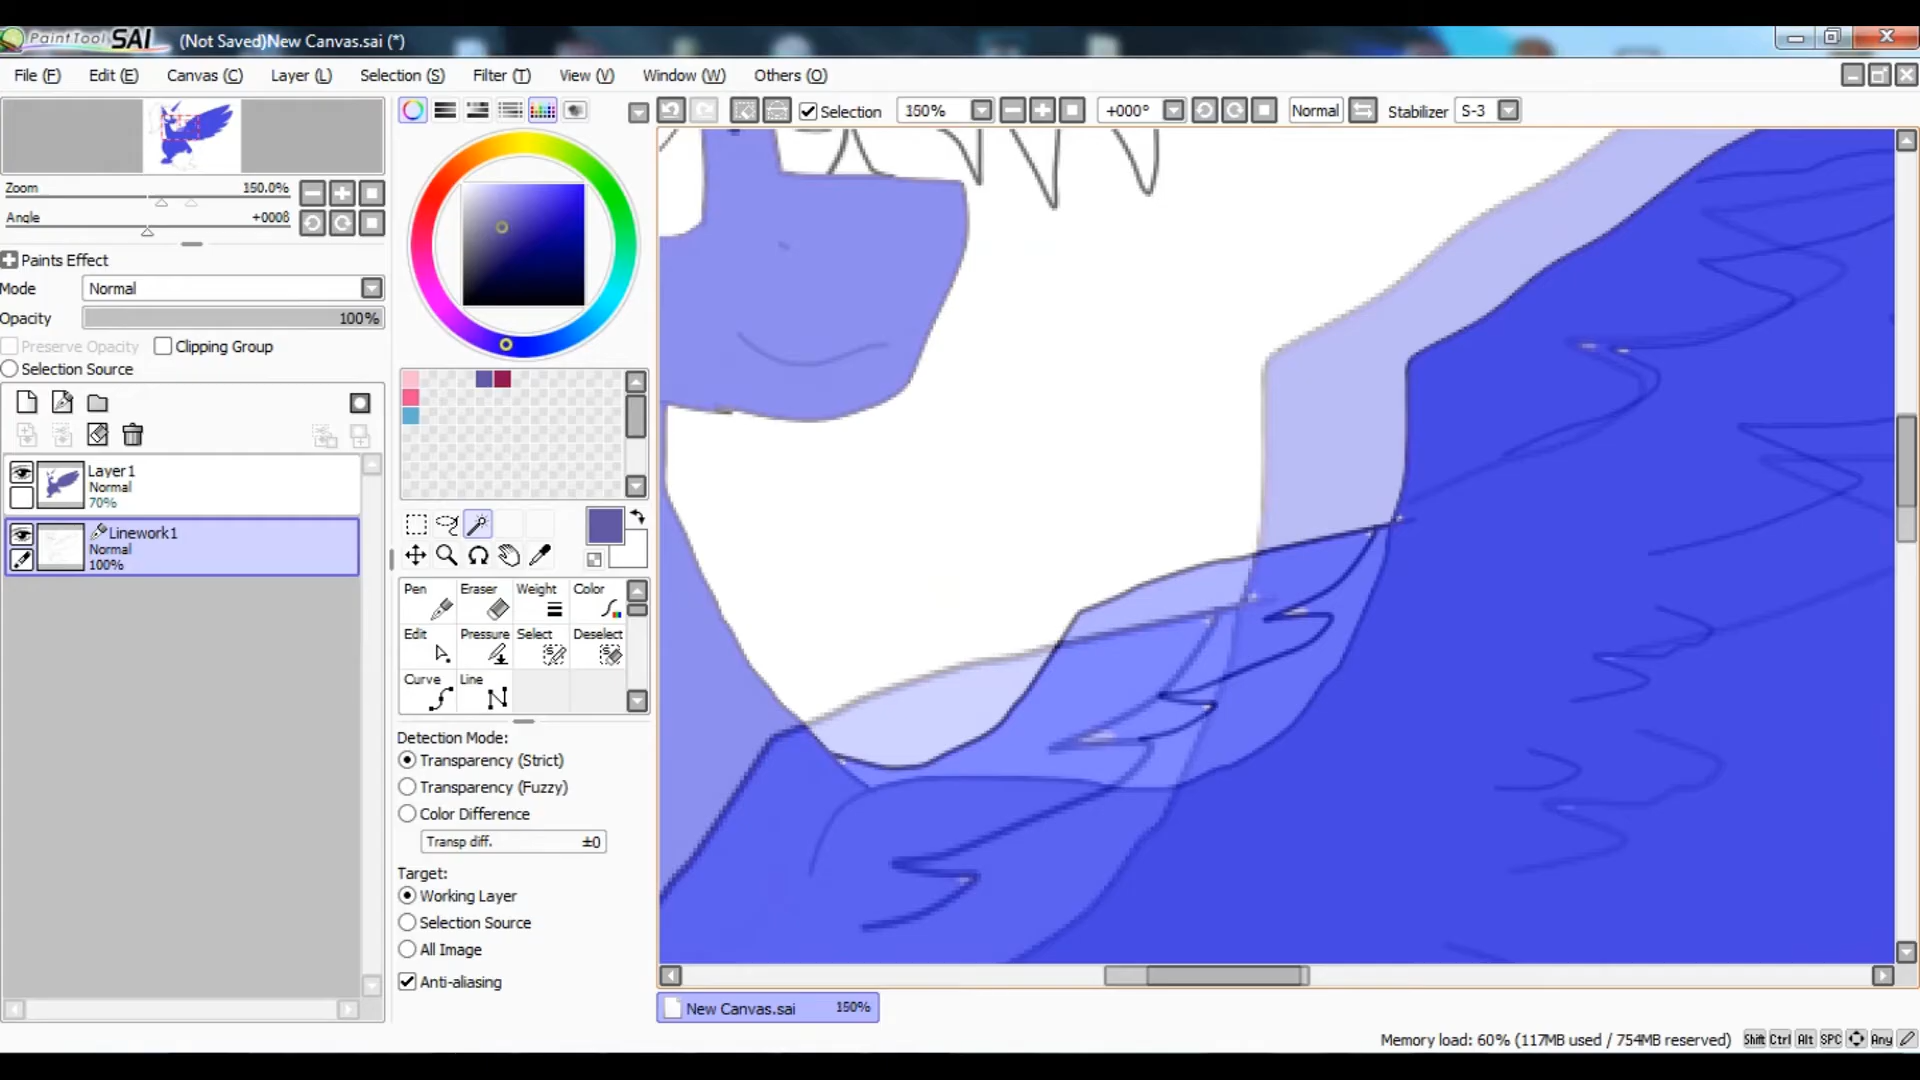 PaintTool SAI (Not Saved)New Canvas.sai (*)
File (F) Edit (E) Canvas (C) Layer (L) Selection (S) Filter (T) View (V) Window (W) Others (O)
Selection 150% +000° Normal Stabilizer S-3
Zoom 150.0%
Angle +000ß
Paints Effect
Mode Normal
Opacity 100%
Preserve Opacity Clipping Group
Selection Source
Layer1
Normal
70%
Linework1
Normal
100%
Pen Eraser Weight Color
Edit Pressure Select Deselect
Curve Line
Detection Mode:
Transparency (Strict)
Transparency (Fuzzy)
Color Difference
Transp diff. ±0
Target:
Working Layer
Selection Source
All Image
Anti-aliasing
New Canvas.sai 150%
Memory load: 60% (117MB used / 754MB reserved) Shift Ctrl Alt SPC Any